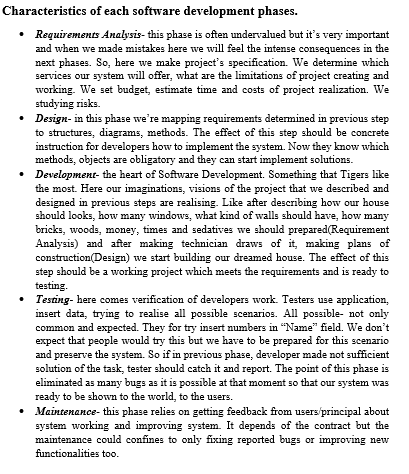 Characteristics of each software development phases.
• Requirements Analysis- this phase is often undervalued but it's very important
and when we made mistakes here we will feel the intense consequences in the
next phases. So, here we make project's specification. We determine which
services our system will offer, what are the limitations of project creating and
working. We set budget, estimate time and costs of project realization. We
studying risks.
• Design- in this phase we're mapping requirements determined in previous step
to structures, diagrams, methods. The effect of this step should be concrete
instruction for developers how to implement the system. Now they know which
methods, objects are obligatory and they can start implement solutions.
• Development- the heart of Software Development. Something that Tigers like
the most. Here our imaginations, visions of the project that we described and
designed in previous steps are realising. Like after describing how our house
should looks, how many windows, what kind of walls should have, how many
bricks, woods, money, times and sedatives we should prepared(Requirement
Analysis) and after making technician draws of it, making plans of
construction(Design) we start building our dreamed house. The effect of this
step should be a working project which meets the requirements and is ready to
testing.
• Testing- here comes verification of developers work. Testers use application,
insert data, trying to realise all possible scenarios. All possible- not only
common and expected. They for try insert numbers in “Name” field. We don't
expect that people would try this but we have to be prepared for this scenario
and preserve the system. So if in previous phase, developer made not sufficient
solution of the task, tester should catch it and report. The point of this phase is
eliminated as many bugs as it is possible at that moment so that our system was
ready to be shown to the world, to the users.
• Maintenance- this phase relies on getting feedback from users/principal about
system working and improving system. It depends of the contract but the
maintenance could confines to only fixing reported bugs or improving new
functionalities too.